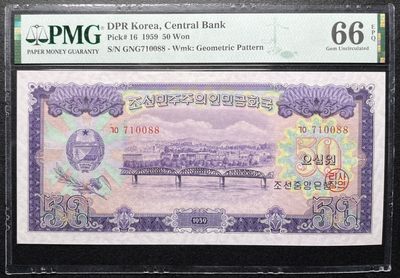 PMG
PAPER MONEY GUARANTY
DPR Korea, Central Bank
Pick# 16 1959 50 Won
S/N GNG710088 - Wmk: Geometric Pattern
66 EPQ
Gem Uncirculated
조선민주주의인민공화국
710088
ㄱㅇ 710088
50
오십원
조선중앙은행
50
1959
50